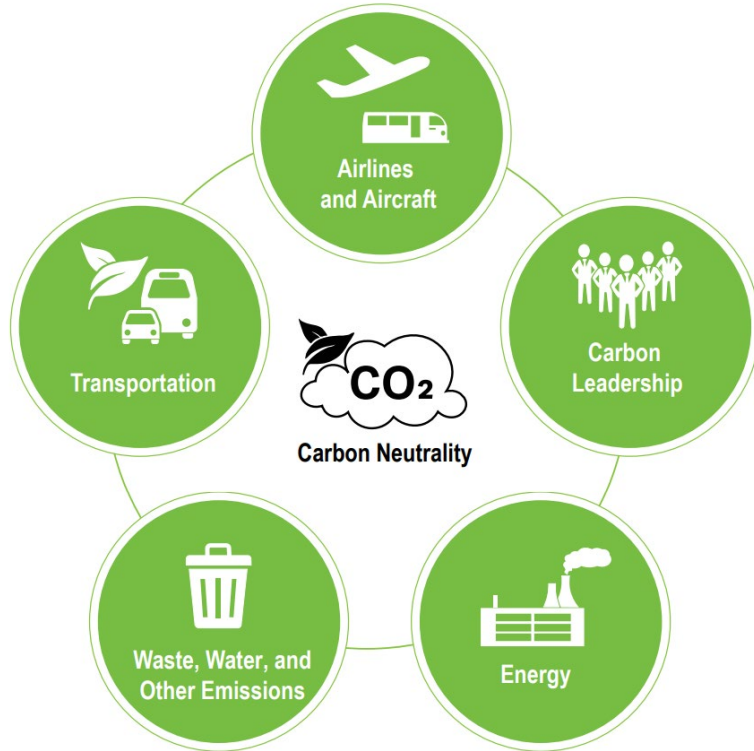 Airlines
and Aircraft
Carbon
Leadership
Energy
Waste, Water, and
Other Emissions
Transportation
CO₂
Carbon Neutrality